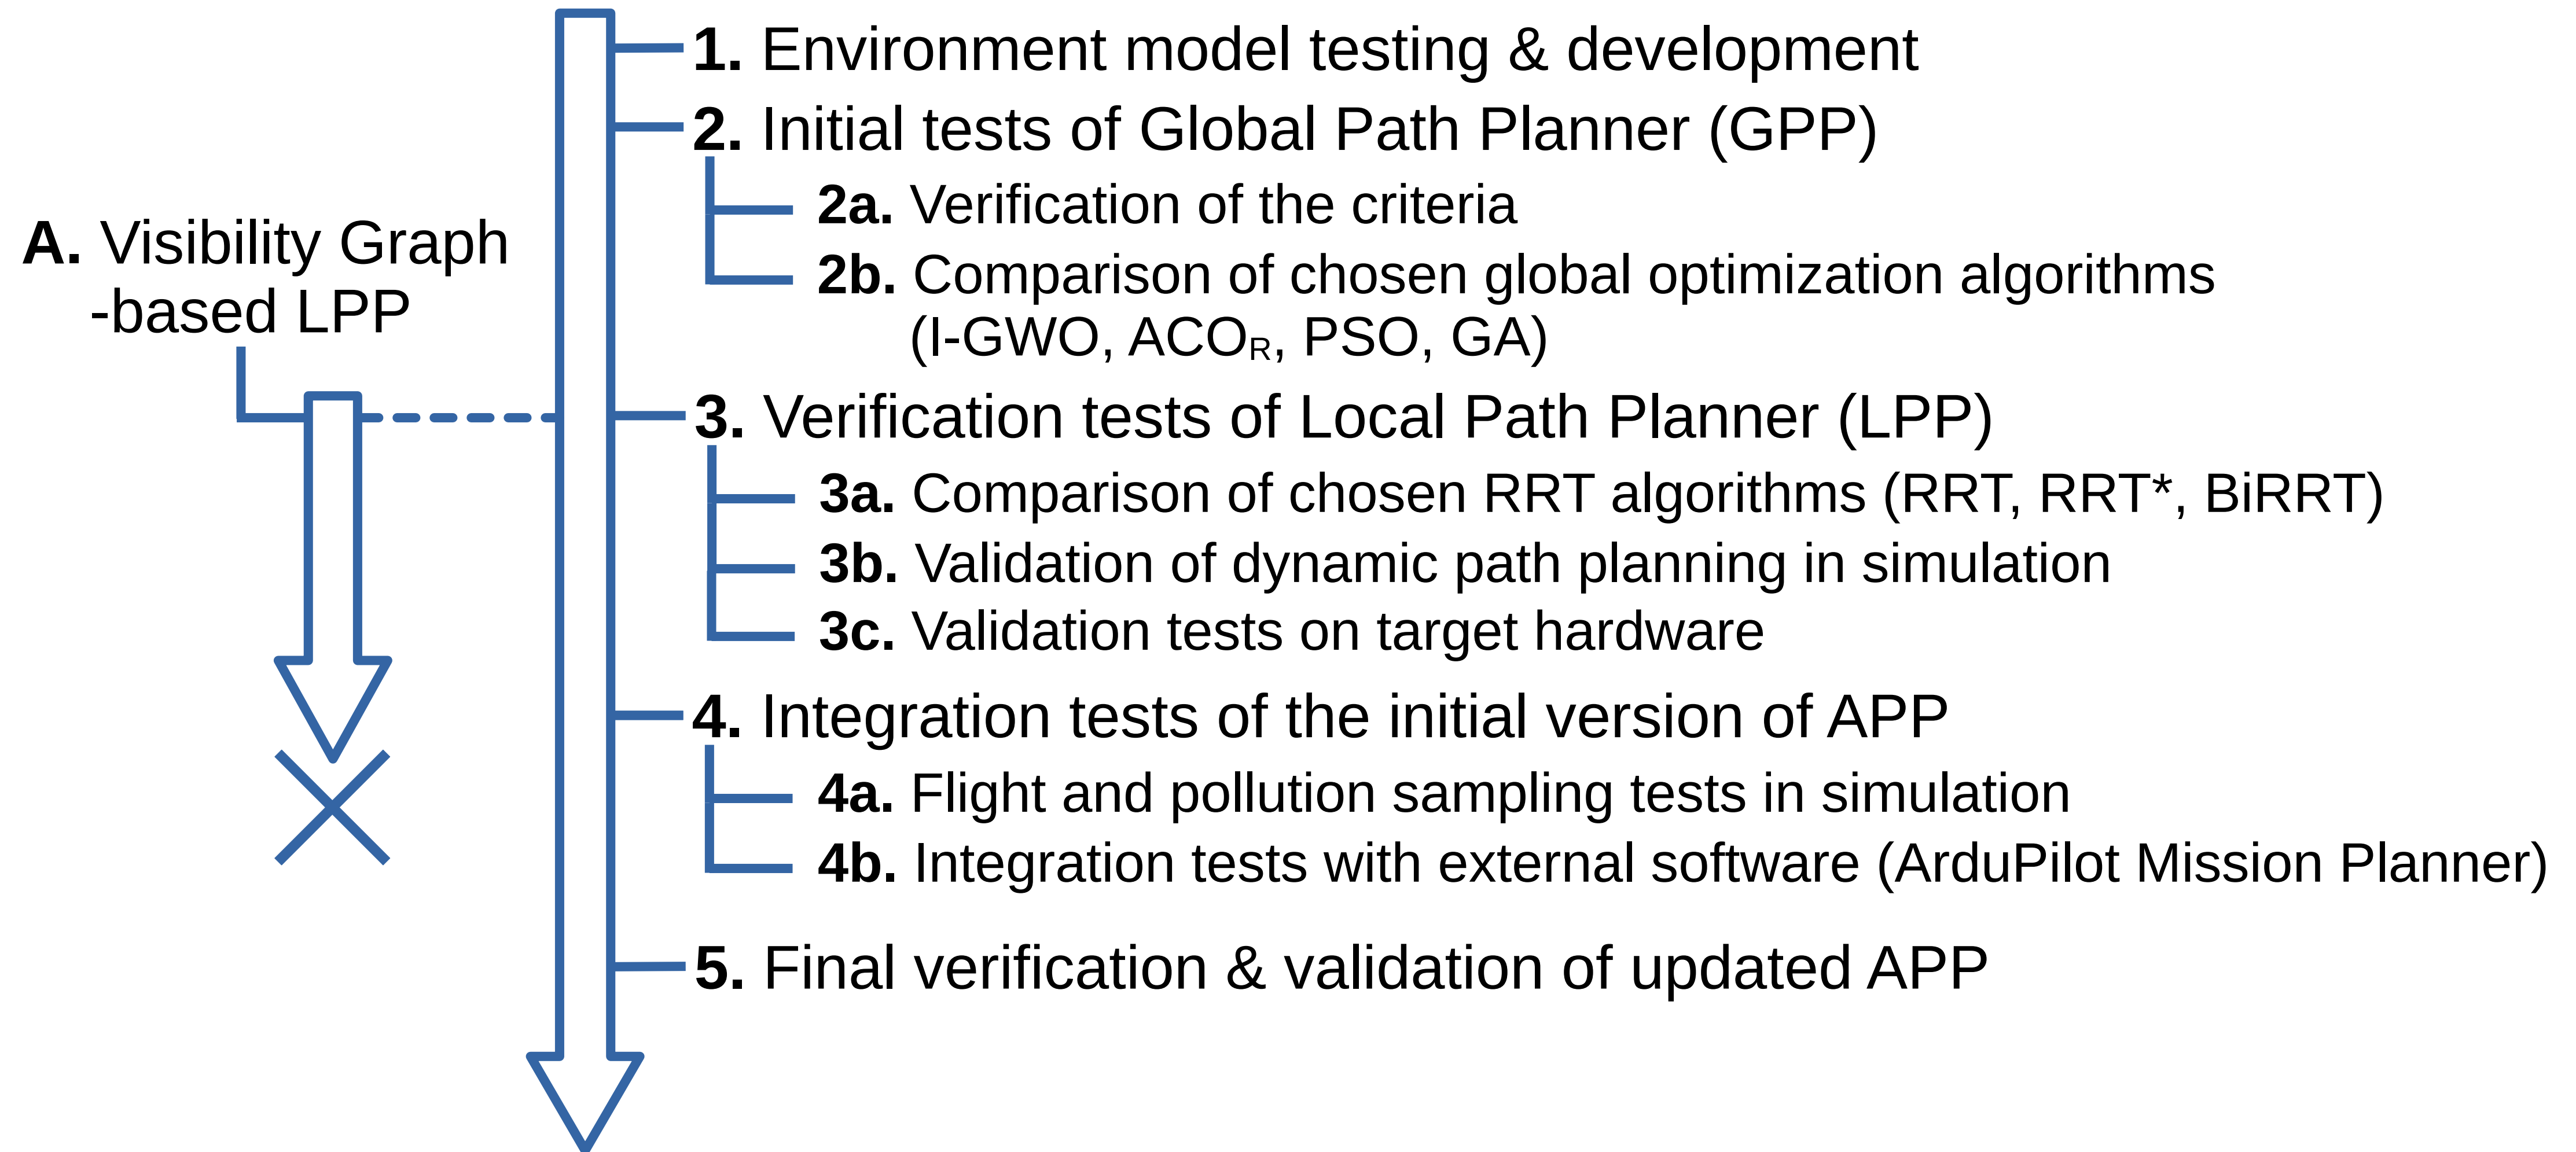 1. Environment model testing & development
2. Initial tests of Global Path Planner (GPP)
2a. Verification of the criteria
A. Visibility Graph
-based LPP
2b. Comparison of chosen global optimization algorithms
(I-GWO, ACOR, PSO, GA)
3. Verification tests of Local Path Planner (LPP)
3a. Comparison of chosen RRT algorithms (RRT, RRT*, BiRRT)
3b. Validation of dynamic path planning in simulation
3c. Validation tests on target hardware
4. Integration tests of the initial version of APP
4a. Flight and pollution sampling tests in simulation
4b. Integration tests with external software (ArduPilot Mission Planner)
5. Final verification & validation of updated APP